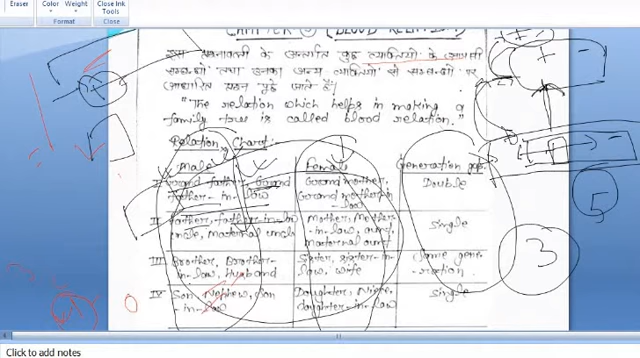 Eraser
Color Weight
Close Ink
Tools
Format
Close
इस के अन्तर्गत कुछ व्यक्तियों के आपसी
सम्बन्धों तथा उनका अन्य व्यक्तियों से सम्बन्धों पर
आधारित प्रश्न पूछे जाते हैं।
"The relation which helps in making a
family tree is called blood relation."
Relation Chart
Male Female Generation gap
I Grand father, Grand Grand mother, Double
father-in-law Grand mother-in-law
II Father, father-in-law Mother, Mother Single
uncle, maternal uncle -in-law, aunt,
maternal aunt
III Brother, Brother- Sister, sister-in- Same gene-
in-law, Husband law, wife ration
IV Son, Nephew, Son Daughter, Niece, Single
-in-law daughter-in-law
5
3
Click to add notes